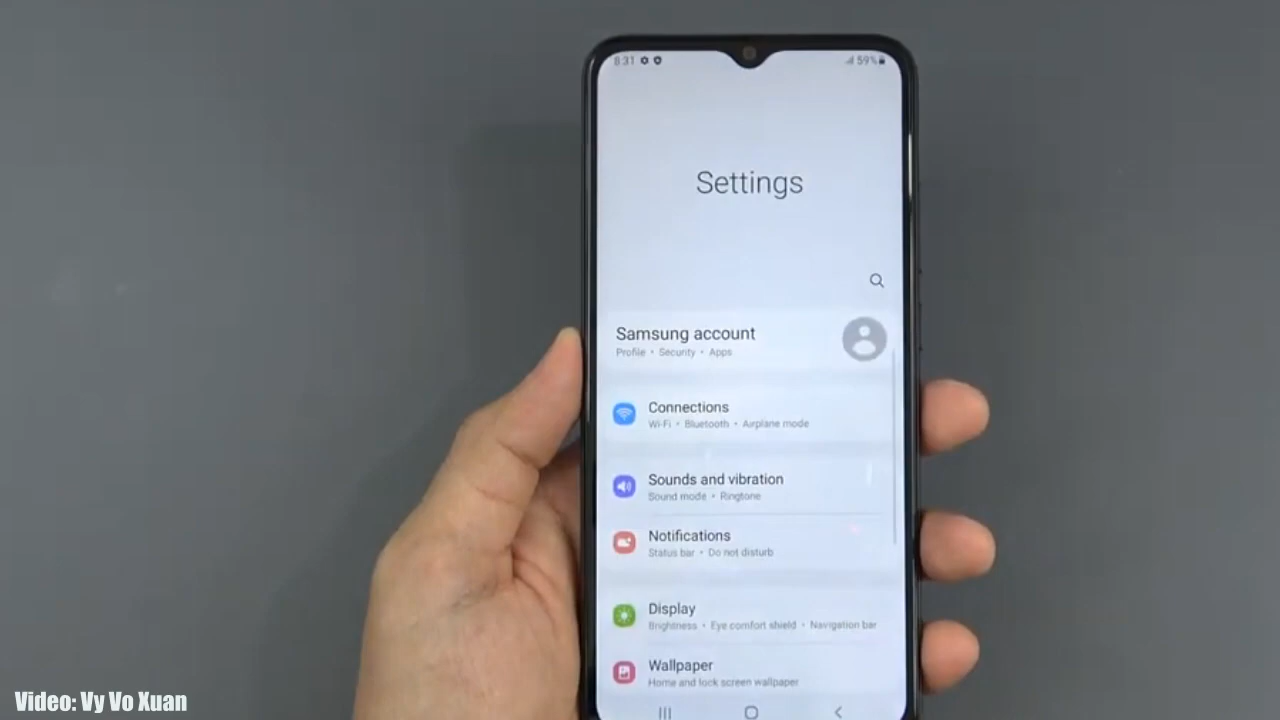 8:31
59%
Settings
Samsung account
Profile • Security • Apps
Connections
Wi-Fi • Bluetooth • Airplane mode
Sounds and vibration
Sound mode • Ringtone
Notifications
Status bar • Do not disturb
Display
Brightness • Eye comfort shield • Navigation bar
Wallpaper
Home and lock screen wallpaper
Video: Vy Vo Xuan